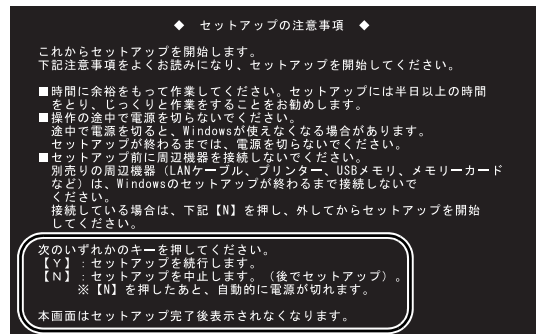 ◆ セットアップの注意事項 ◆
これからセットアップを開始します。
下記注意事項をよくお読みになり、セットアップを開始してください。
■時間に余裕をもって作業してください。セットアップには半日以上の時間
をとり、じっくりと作業をすることをお勧めします。
■操作の途中で電源を切らないでください。
途中で電源を切ると、Windowsが使えなくなる場合があります。
セットアップが終わるまでは、電源を切らないでください。
■セットアップ前に周辺機器を接続しないでください。
別売りの周辺機器（LANケーブル、プリンター、USBメモリ、メモリーカード
など）は、Windowsのセットアップが終わるまで接続しないで
ください。
接続している場合は、下記【N】を押し、外してからセットアップを開始
してください。
次のいずれかのキーを押してください。
【Y】：セットアップを続行します。
【N】：セットアップを中止します。（後でセットアップ）。
※【N】を押したあと、自動的に電源が切れます。
本画面はセットアップ完了後表示されなくなります。